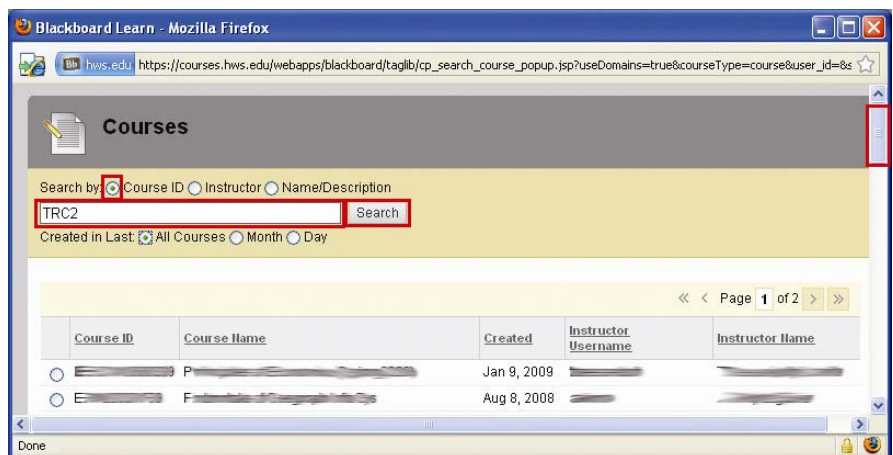 Blackboard Learn - Mozilla Firefox
Bb hws.edu https://courses.hws.edu/webapps/blackboard/taglib/cp_search_course_popup.jsp?useDomains=true&courseType=course&user_id=&s
Courses
Search by: Course ID Instructor Name/Description
TRC2 Search
Created in Last: All Courses Month Day
<< < Page 1 of 2 > >>
Course ID Course Name Created Instructor Username Instructor Name
Jan 9, 2009
Aug 8, 2008
Done